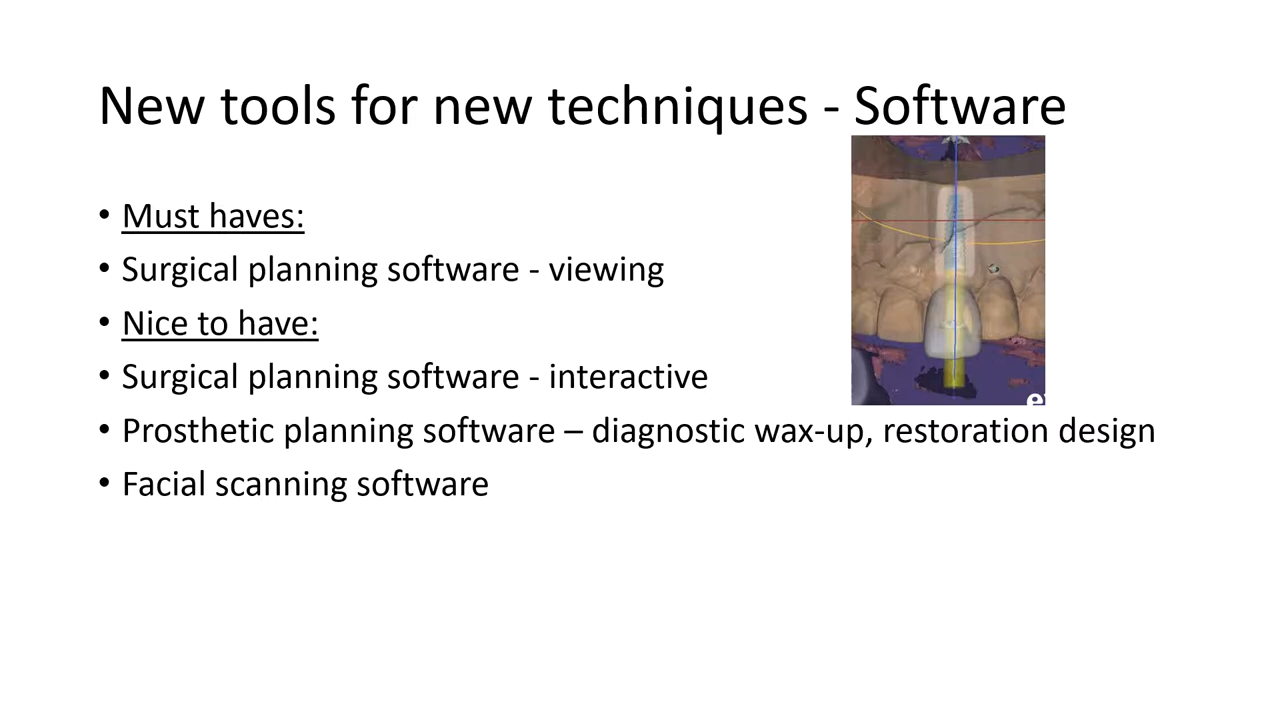 New tools for new techniques - Software
• Must haves:
• Surgical planning software - viewing
• Nice to have:
• Surgical planning software - interactive
• Prosthetic planning software – diagnostic wax-up, restoration design
• Facial scanning software